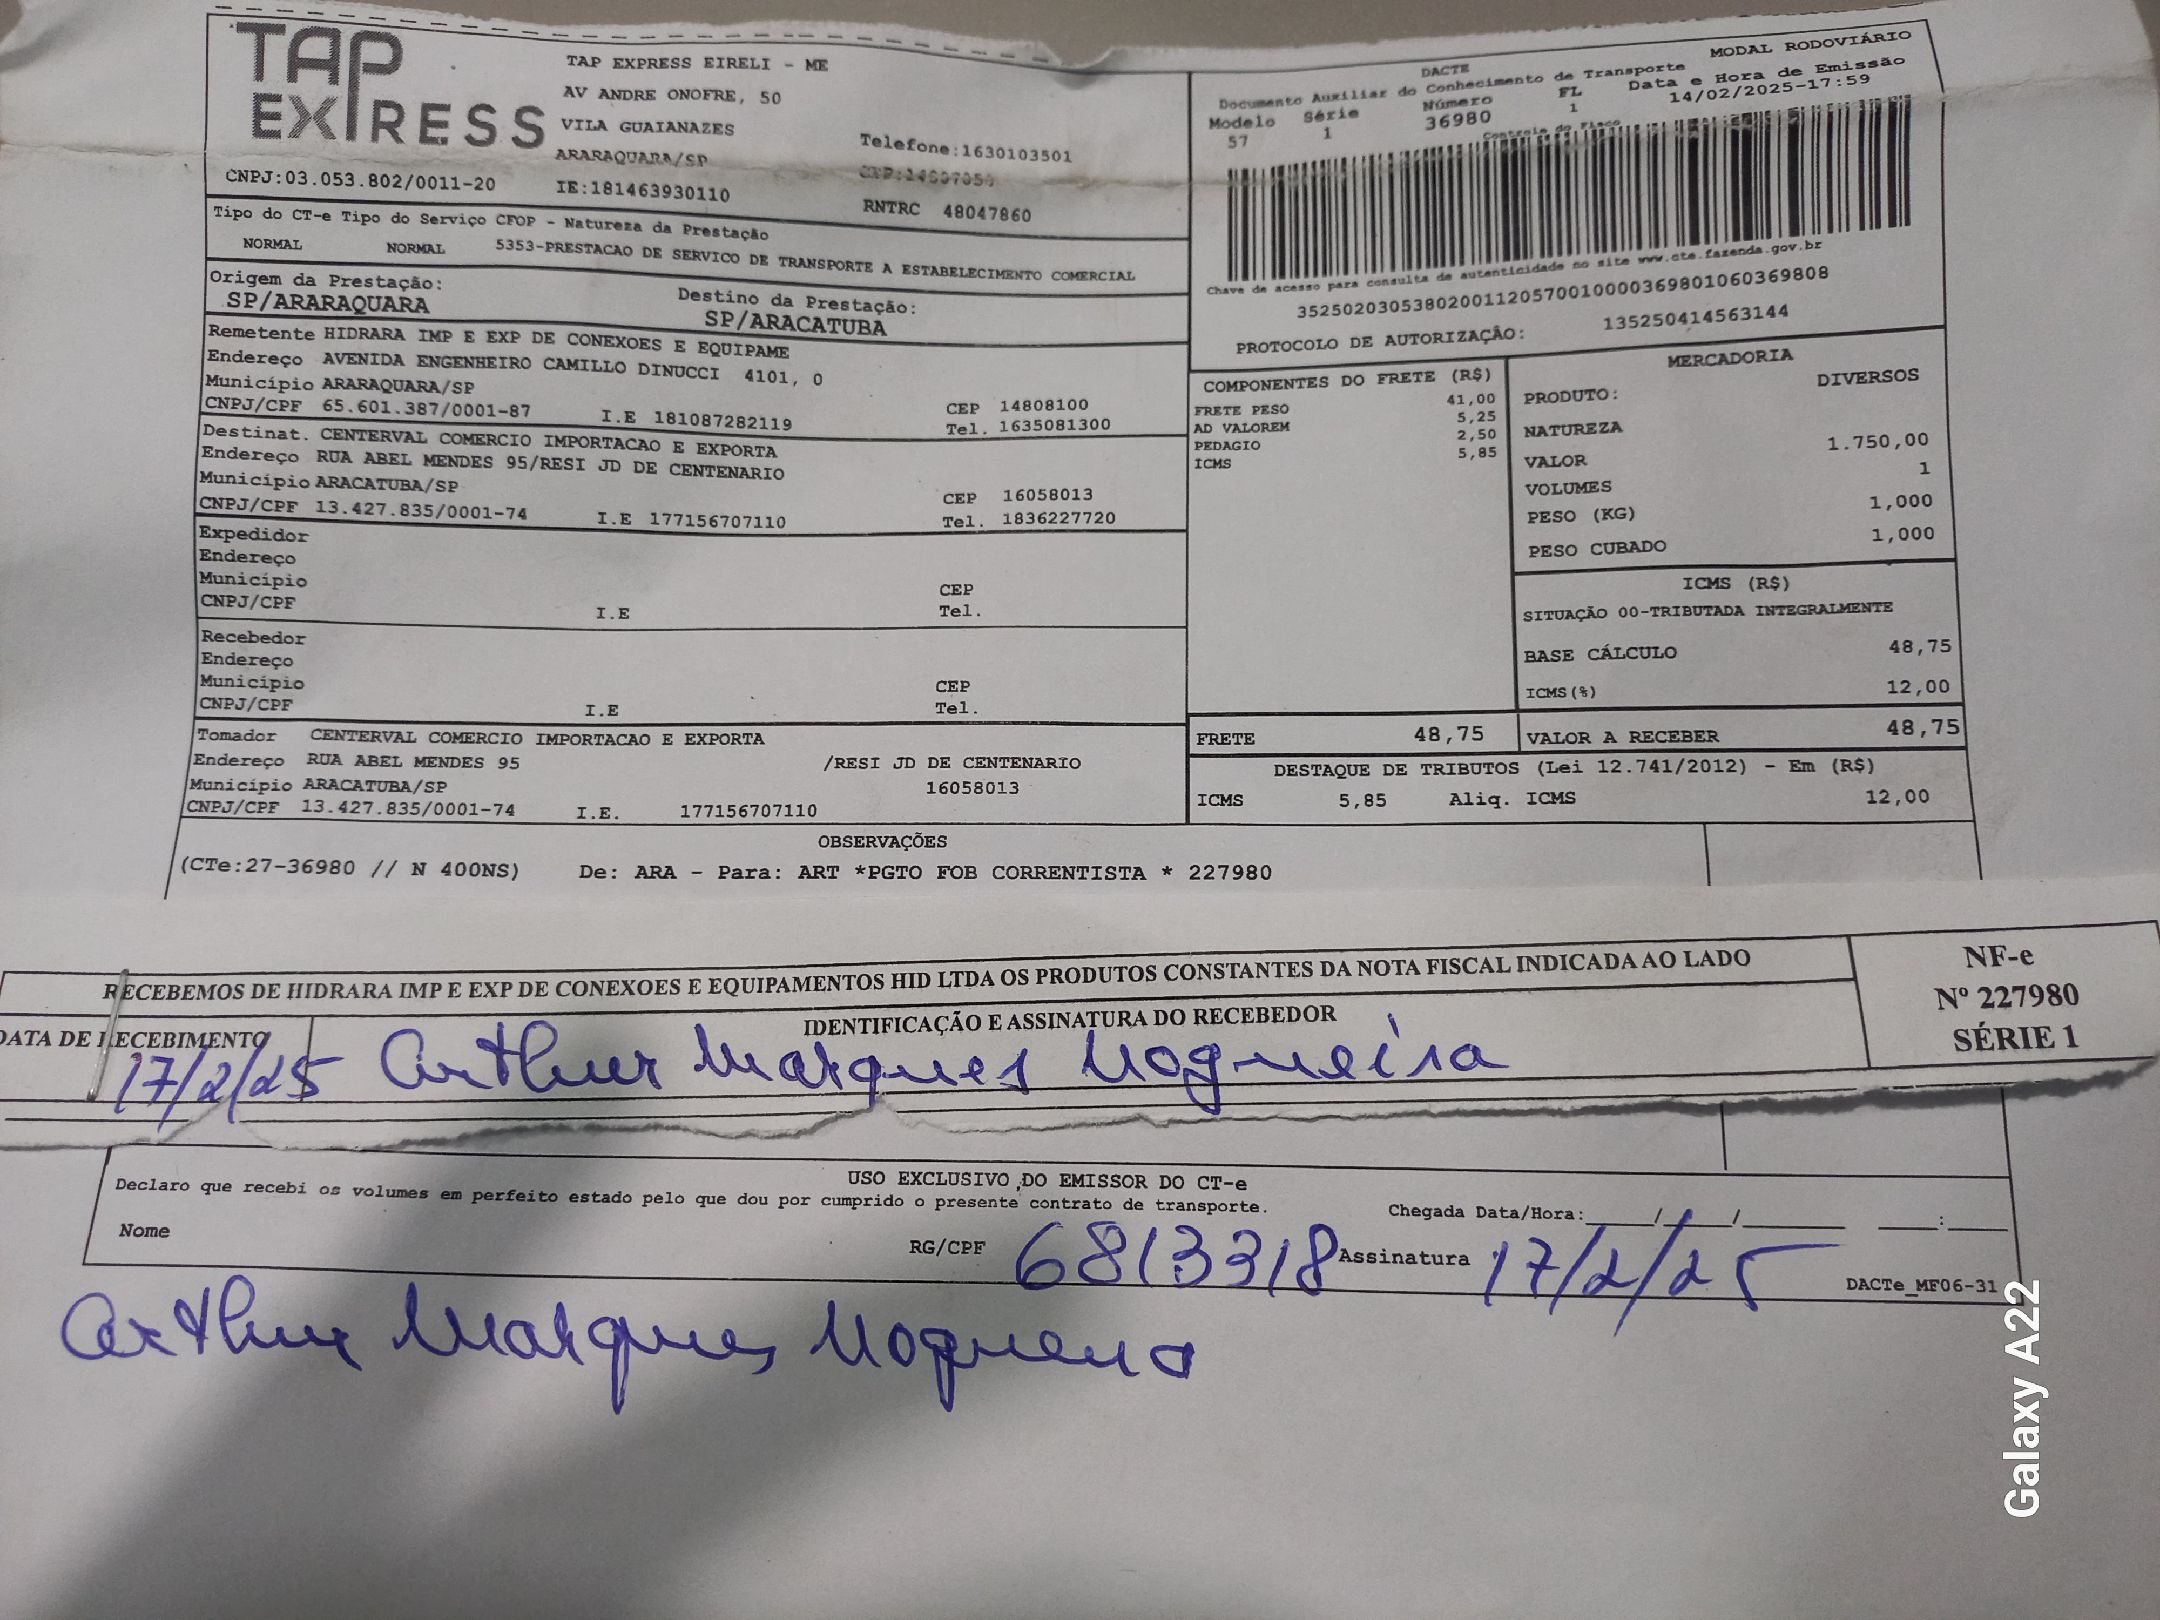 TAP EXPRESS
TAP EXPRESS EIRELI - ME
AV ANDRE ONOFRE, 50
VILA GUAIANAZES
ARARAQUARA/SP
Telefone:1630103501
CNPJ:03.053.802/0011-20 IE:181463930110 RNTRC 48047860
DACTE MODAL RODOVIÁRIO
Documento Auxiliar do Conhecimento de Transporte
Modelo Série Número FL Data e Hora de Emissão
57 1 36980 1 14/02/2025-17:59
Controle do Fisco
Chave de acesso para consulta de autenticidade no site www.cte.fazenda.gov.br
35250203053802001120570010000369801060369808
PROTOCOLO DE AUTORIZAÇÃO: 135250414563144
Tipo do CT-e Tipo do Serviço CFOP - Natureza da Prestação
NORMAL NORMAL 5353-PRESTACAO DE SERVICO DE TRANSPORTE A ESTABELECIMENTO COMERCIAL
Origem da Prestação: Destino da Prestação:
SP/ARARAQUARA SP/ARACATUBA
Remetente HIDRARA IMP E EXP DE CONEXOES E EQUIPAME
Endereço AVENIDA ENGENHEIRO CAMILLO DINUCCI 4101, 0
Município ARARAQUARA/SP CEP 14808100
CNPJ/CPF 65.601.387/0001-87 I.E 181087282119 Tel. 1635081300
Destinat. CENTERVAL COMERCIO IMPORTACAO E EXPORTA
Endereço RUA ABEL MENDES 95/RESI JD DE CENTENARIO
Município ARACATUBA/SP CEP 16058013
CNPJ/CPF 13.427.835/0001-74 I.E 177156707110 Tel. 1836227720
Expedidor
Endereço
Município CEP
CNPJ/CPF I.E Tel.
Recebedor
Endereço
Município CEP
CNPJ/CPF I.E Tel.
Tomador CENTERVAL COMERCIO IMPORTACAO E EXPORTA
Endereço RUA ABEL MENDES 95 /RESI JD DE CENTENARIO
Município ARACATUBA/SP 16058013
CNPJ/CPF 13.427.835/0001-74 I.E. 177156707110
COMPONENTES DO FRETE (R$)
FRETE PESO 41,00
AD VALOREM 5,25
PEDAGIO 2,50
ICMS 5,85
MERCADORIA
PRODUTO: DIVERSOS
NATUREZA
VALOR 1.750,00
VOLUMES 1
PESO (KG) 1,000
PESO CUBADO 1,000
ICMS (R$)
SITUAÇÃO 00-TRIBUTADA INTEGRALMENTE
BASE CÁLCULO 48,75
ICMS(%) 12,00
FRETE 48,75 VALOR A RECEBER 48,75
DESTAQUE DE TRIBUTOS (Lei 12.741/2012) - Em (R$)
ICMS 5,85 Aliq. ICMS 12,00
OBSERVAÇÕES
(CTe:27-36980 // N 400NS) De: ARA - Para: ART *PGTO FOB CORRENTISTA * 227980
RECEBEMOS DE HIDRARA IMP E EXP DE CONEXOES E EQUIPAMENTOS HID LTDA OS PRODUTOS CONSTANTES DA NOTA FISCAL INDICADA AO LADO
DATA DE RECEBIMENTO IDENTIFICAÇÃO E ASSINATURA DO RECEBEDOR
17/2/25 Arthur Marques Nogueira
NF-e
Nº 227980
SÉRIE 1
USO EXCLUSIVO DO EMISSOR DO CT-e
Declaro que recebi os volumes em perfeito estado pelo que dou por cumprido o presente contrato de transporte.
Chegada Data/Hora:____/____/______ ___:___
Nome RG/CPF 6813318 Assinatura 17/2/25
DACTe_MF06-31
Arthur Marques Nogueira
Galaxy A22